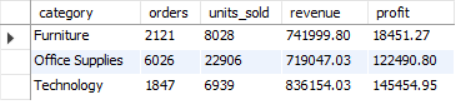 category orders units_sold revenue profit
Furniture 2121 8028 741999.80 18451.27
Office Supplies 6026 22906 719047.03 122490.80
Technology 1847 6939 836154.03 145454.95